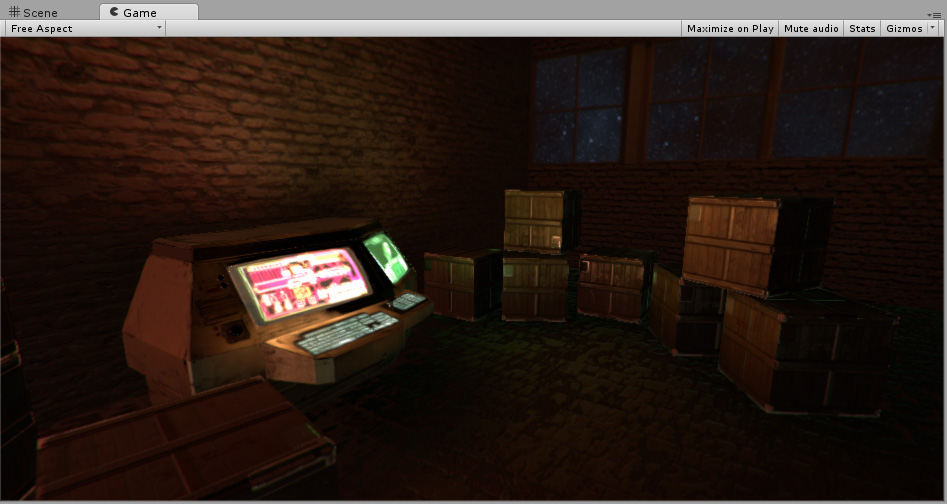 Scene
Game
Free Aspect
Maximize on Play
Mute audio
Stats
Gizmos